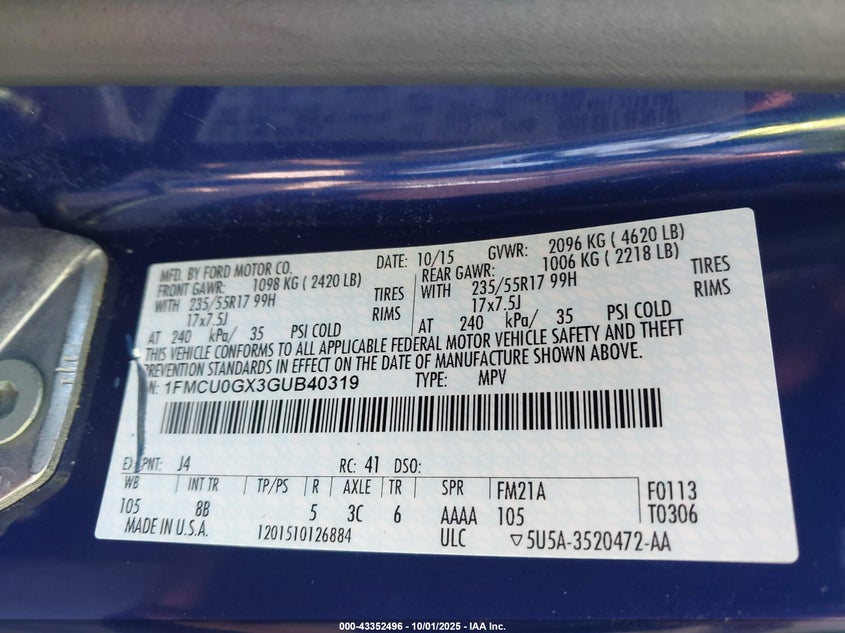 MFD. BY FORD MOTOR CO. DATE: 10/15 GVWR: 2096 KG ( 4620 LB)
FRONT GAWR: 1098 KG ( 2420 LB) REAR GAWR: 1006 KG ( 2218 LB)
WITH 235/55R17 99H TIRES WITH 235/55R17 99H TIRES
17x7.5J RIMS 17x7.5J RIMS
AT 240 kPa/ 35 PSI COLD AT 240 kPa/ 35 PSI COLD
THIS VEHICLE CONFORMS TO ALL APPLICABLE FEDERAL MOTOR VEHICLE SAFETY AND THEFT
PREVENTION STANDARDS IN EFFECT ON THE DATE OF MANUFACTURE SHOWN ABOVE.
1FMCU0GX3GUB40319 TYPE: MPV
EXT PNT: J4 RC: 41 DSO:
WB INT TR TP/PS R AXLE TR SPR FM21A F0113
105 8B 5 3C 6 AAAA 105 T0306
MADE IN U.S.A. 1201510126884 ULC ▽5U5A-3520472-AA
000-43352496 - 10/01/2025 - IAA Inc.